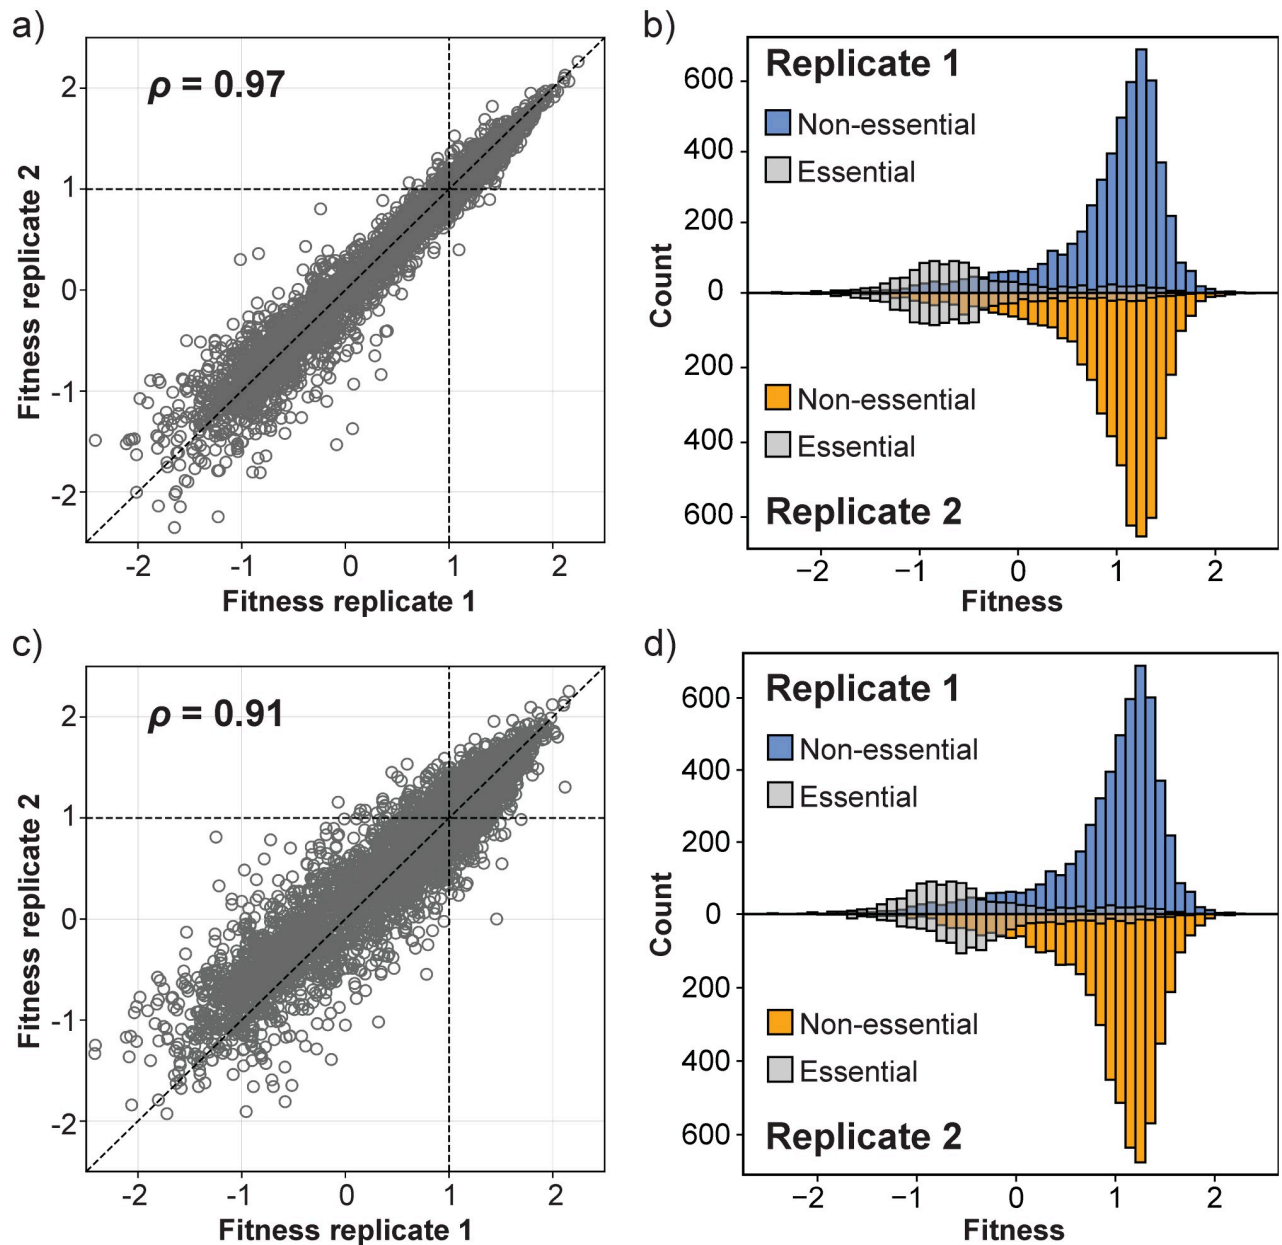 a)
ρ = 0.97
2
1
0
-1
-2
Fitness replicate 2
-2
-1
0
1
2
Fitness replicate 1
b)
Replicate 1
Non-essential
Essential
600
400
200
0
200
400
600
Count
Non-essential
Essential
Replicate 2
−2
−1
0
1
2
Fitness
c)
ρ = 0.91
2
1
0
-1
-2
Fitness replicate 2
-2
-1
0
1
2
Fitness replicate 1
d)
Replicate 1
Non-essential
Essential
600
400
200
0
200
400
600
Count
Non-essential
Essential
Replicate 2
−2
−1
0
1
2
Fitness